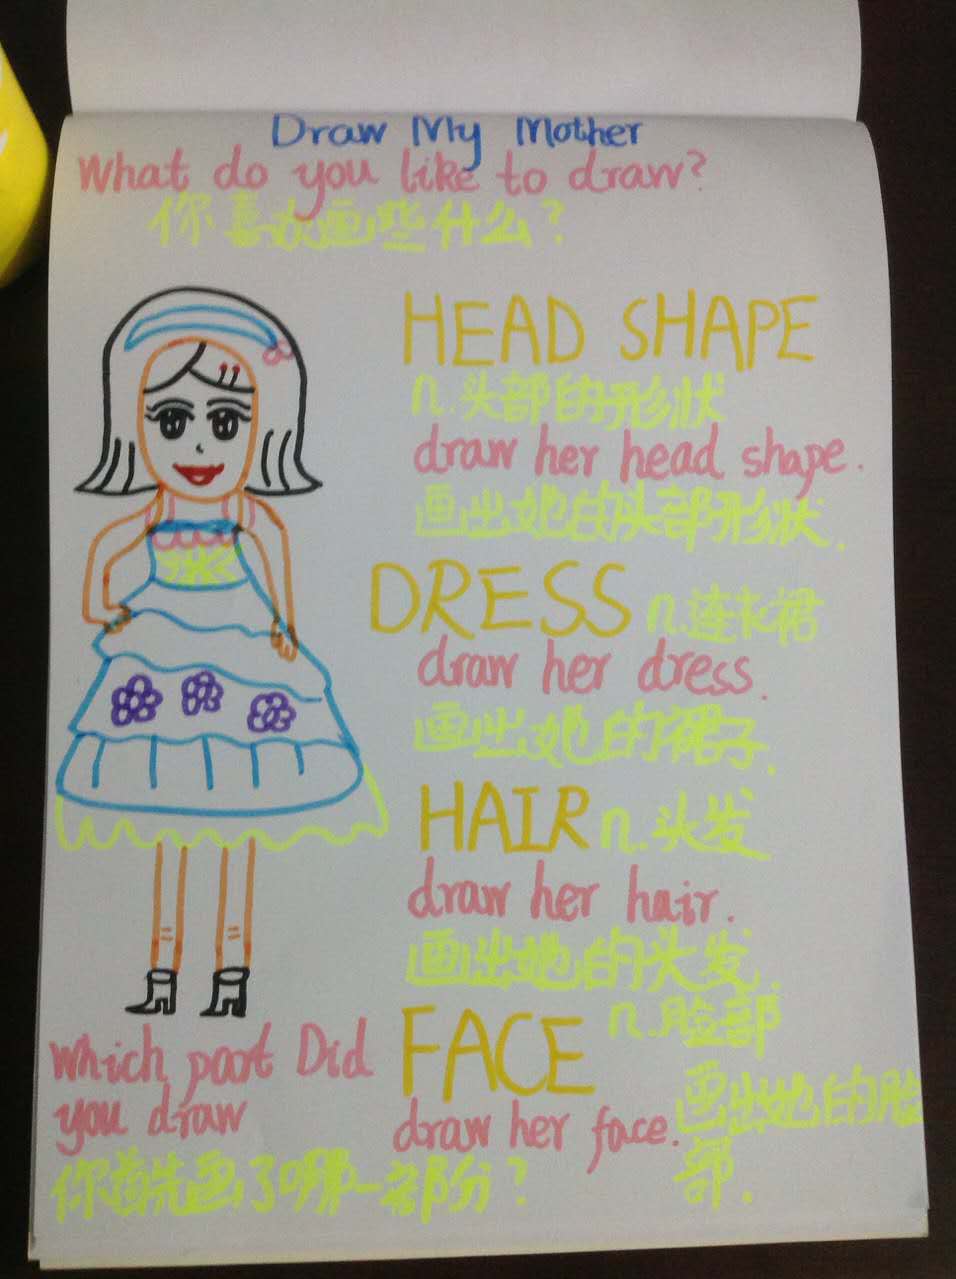 Draw My Mother
What do you like to draw?
你喜欢画些什么?
HEAD SHAPE
n.头部的形状
draw her head shape.
画出她的头部形状.
DRESS n.连衣裙
draw her dress.
画出她的裙子.
HAIR n.头发
draw her hair.
画出她的头发.
FACE n.脸部
draw her face. 画出她的脸
部.
Which part Did
you draw
你首先画了哪一部分?